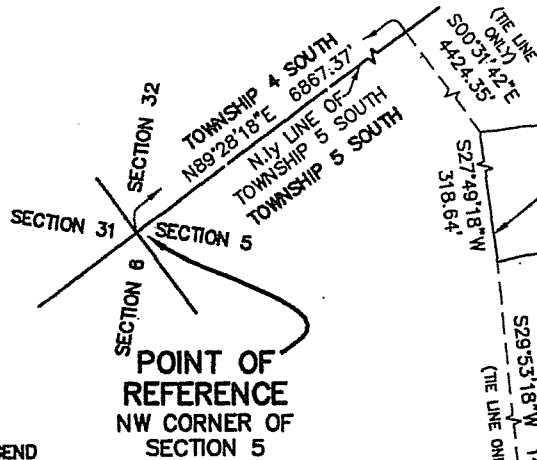 SECTION 32
TOWNSHIP 4 SOUTH
N89°28'18"E 6867.37'
N.ly LINE OF
TOWNSHIP 5 SOUTH
TOWNSHIP 5 SOUTH
(TIE LINE
ONLY)
S00°31'42"E
4424.35'
SECTION 31
SECTION 5
SECTION 6
S27°49'18"W
318.64'
S29°53'18"W
(TIE LINE
POINT OF
REFERENCE
NW CORNER OF
SECTION 5